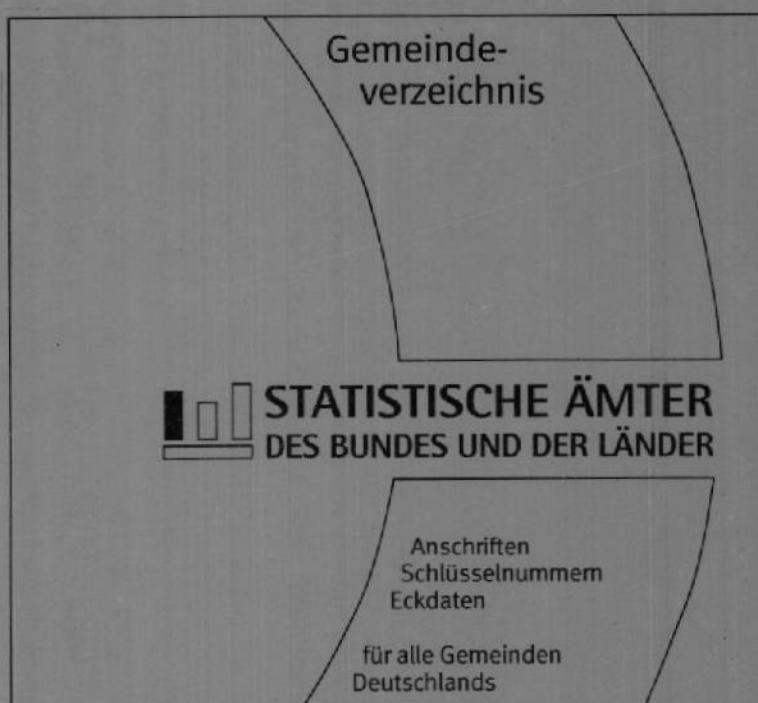 Gemeinde-
verzeichnis
STATISTISCHE ÄMTER
DES BUNDES UND DER LÄNDER
Anschriften
Schlüsselnummern
Eckdaten
für alle Gemeinden
Deutschlands